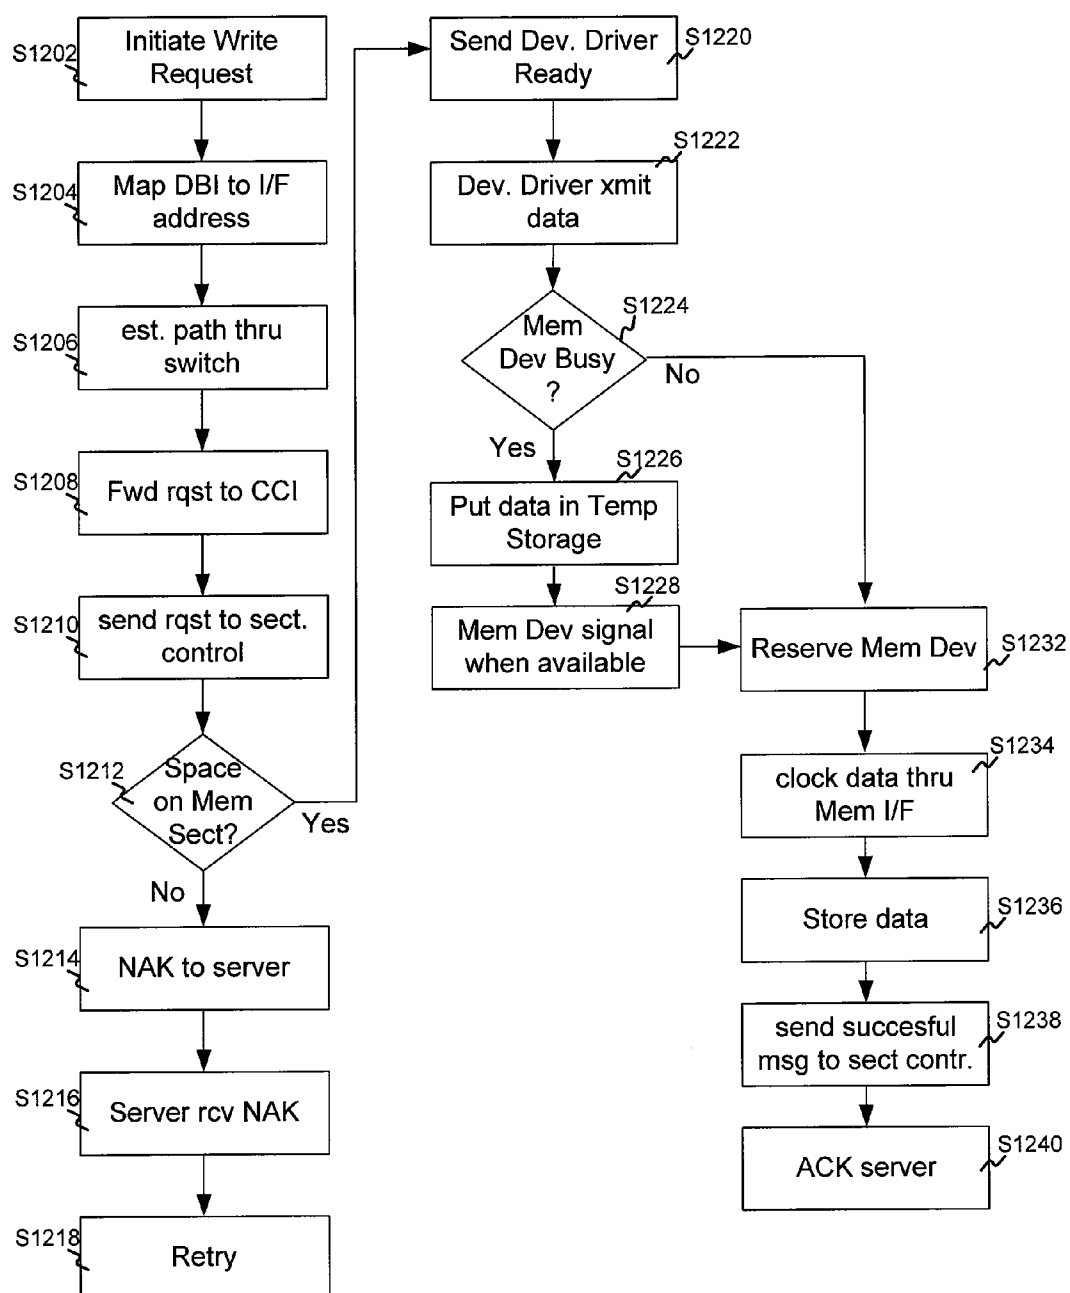 S1202
Initiate Write
Request
S1204
Map DBI to I/F
address
S1206
est. path thru
switch
S1208
Fwd rqst to CCI
S1210
send rqst to sect.
control
S1212
Space
on Mem
Sect?
Yes
No
S1214
NAK to server
S1216
Server rcv NAK
S1218
Retry
Send Dev. Driver
Ready
S1220
S1222
Dev. Driver xmit
data
S1224
Mem
Dev Busy
?
No
Yes
S1226
Put data in Temp
Storage
S1228
Mem Dev signal
when available
Reserve Mem Dev
S1232
S1234
clock data thru
Mem I/F
Store data
S1236
send succesful
msg to sect contr.
S1238
ACK server
S1240